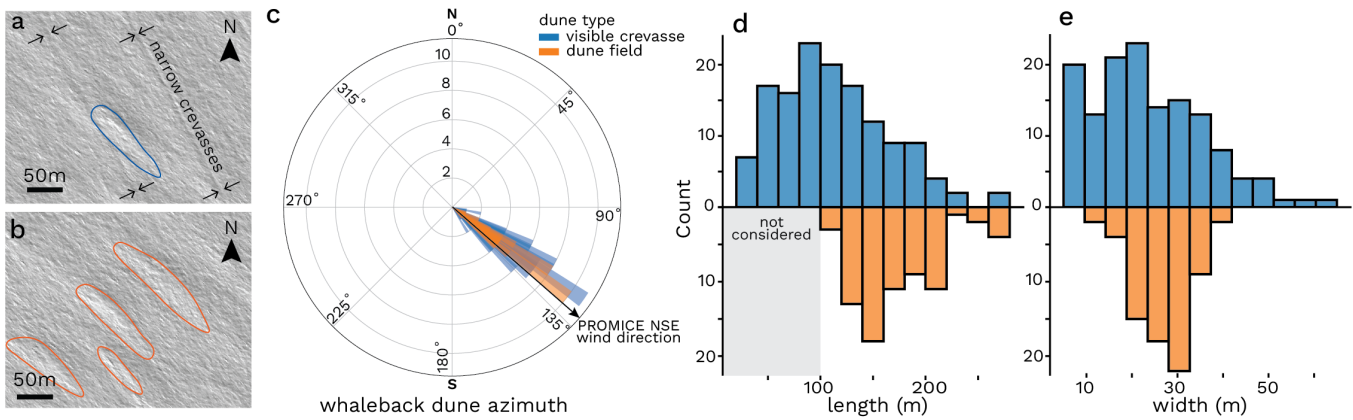 a
N
narrow crevasses
50m
b
N
50m
c
N
0°
45°
90°
135°
180°
225°
270°
315°
S
10
8
6
4
2
dune type
visible crevasse
dune field
PROMICE NSE
wind direction
whaleback dune azimuth
d
Count
20
10
0
10
20
not
considered
100
200
length (m)
e
20
10
0
10
20
10
30
50
width (m)